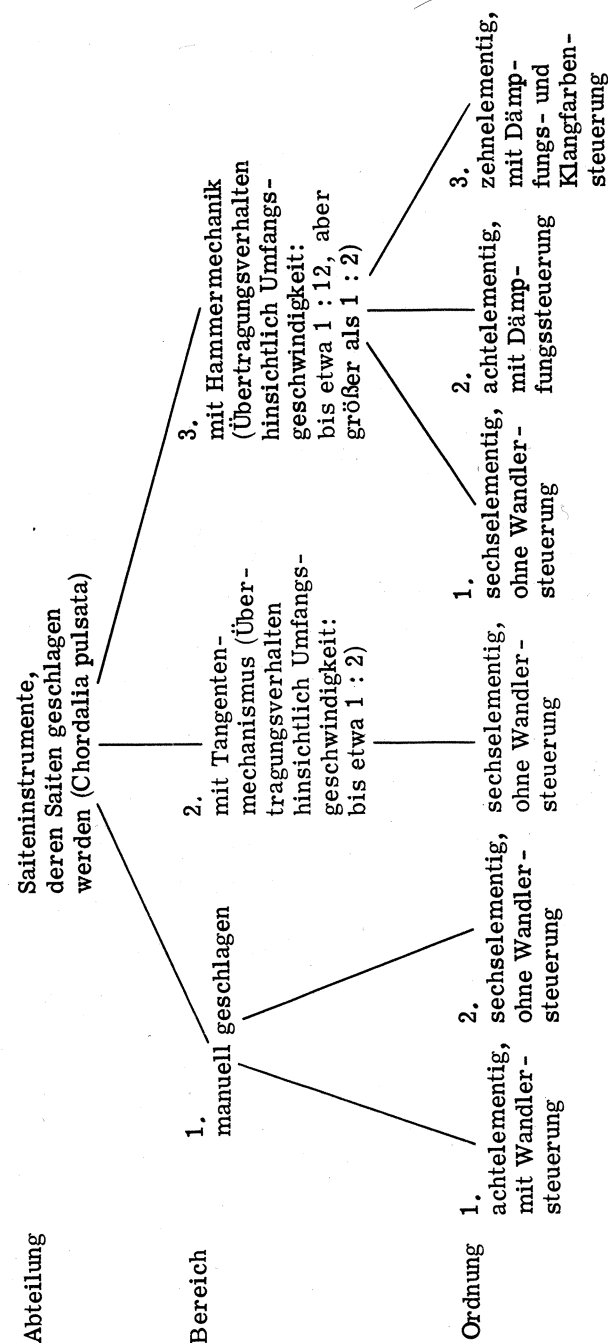 Abteilung
Saiteninstrumente,
deren Saiten geschlagen
werden (Chordalia pulsata)
Bereich
1.
manuell geschlagen
2.
mit Tangenten-
mechanismus (Über-
tragungsverhalten
hinsichtlich Umfangs-
geschwindigkeit:
bis etwa 1 : 2)
3.
mit Hammermechanik
(Übertragungsverhalten
hinsichtlich Umfangs-
geschwindigkeit:
bis etwa 1 : 12, aber
größer als 1 : 2)
Ordnung
1.
achtelementig,
mit Wandler-
steuerung
2.
sechselementig,
ohne Wandler-
steuerung
sechselementig,
ohne Wandler-
steuerung
1.
sechselementig,
ohne Wandler-
steuerung
2.
achtelementig,
mit Dämp-
fungssteuerung
3.
zehnelementig,
mit Dämp-
fungs- und
Klangfarben-
steuerung